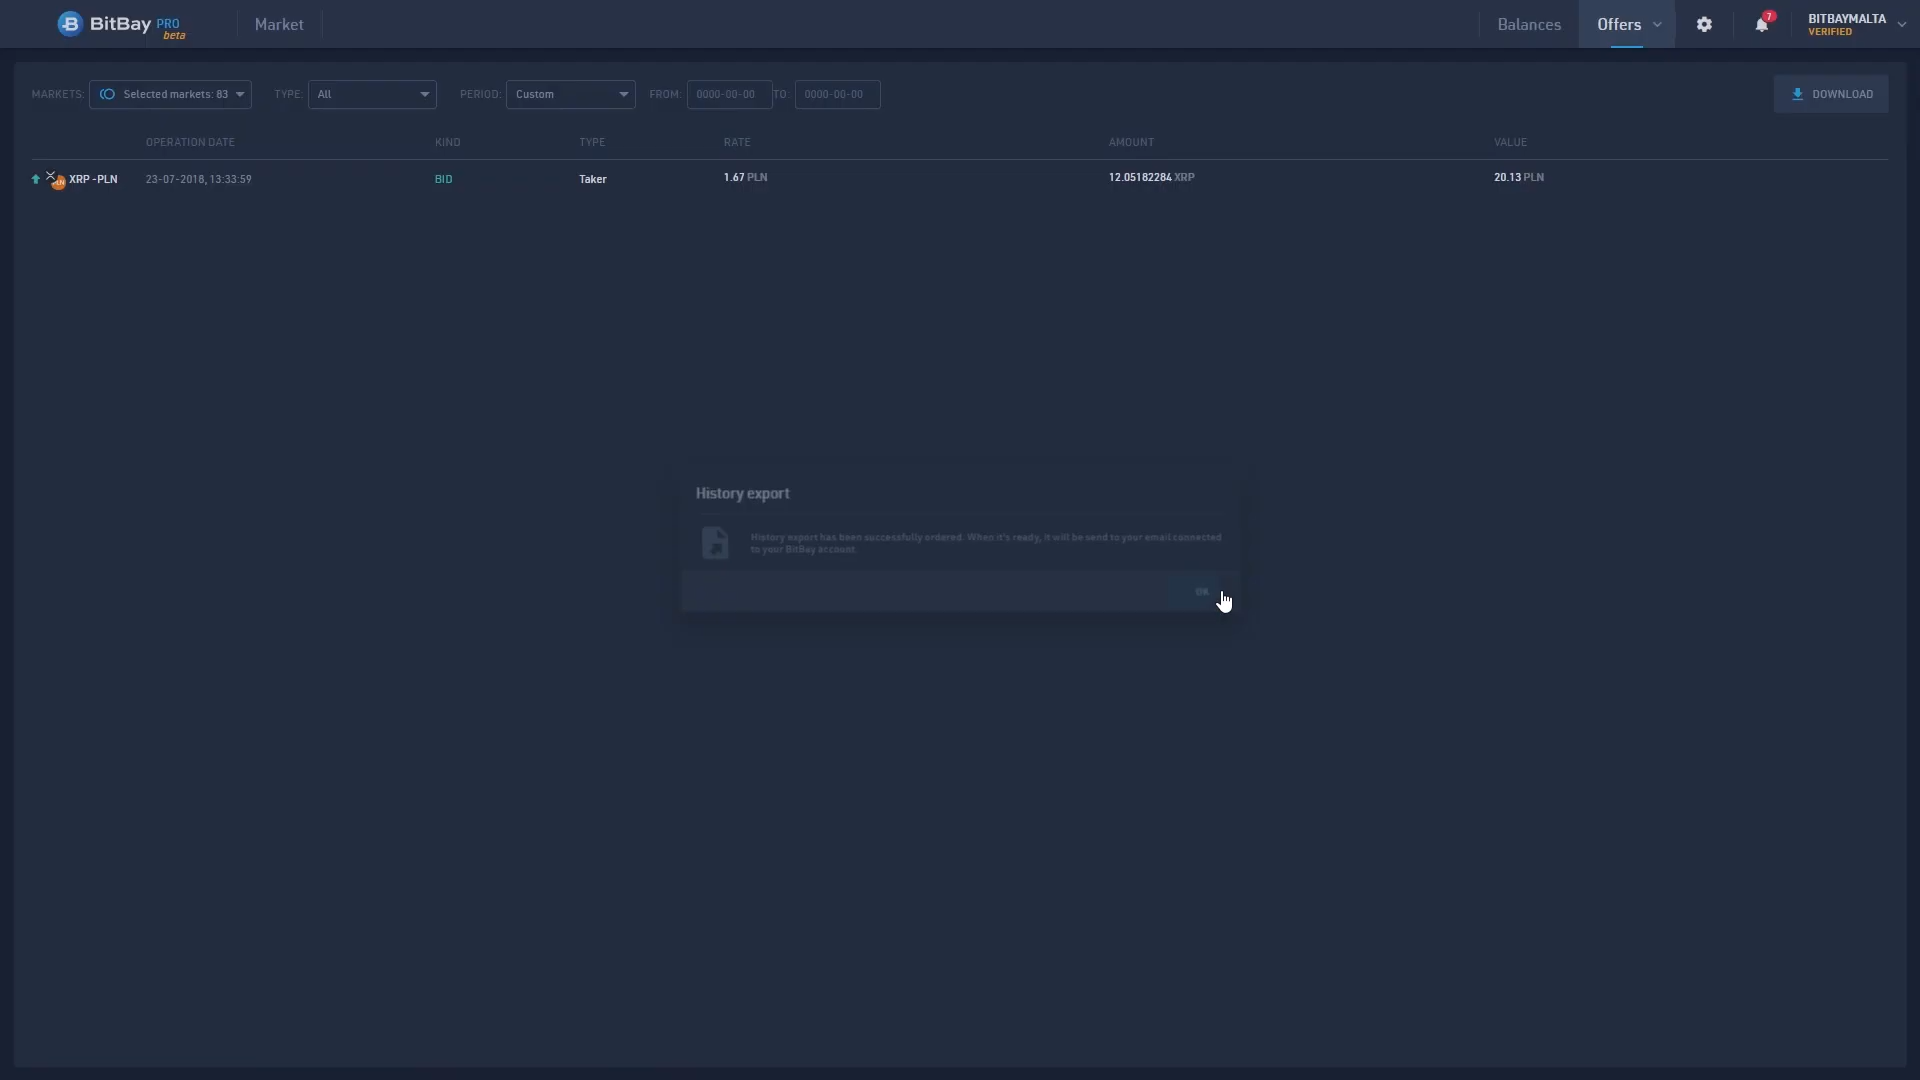 BitBay PRO beta
Market
Balances
Offers
7
BITBAYMALTA
VERIFIED
MARKETS: Selected markets: 83
TYPE: All
PERIOD: Custom
FROM: 0000-00-00
TO: 0000-00-00
DOWNLOAD
OPERATION DATE KIND TYPE RATE AMOUNT VALUE
XRP -PLN 23-07-2018, 13:33:59 BID Taker 1.67 PLN 12.05182284 XRP 20.13 PLN
History export
History export has been successfully ordered. When it's ready, it will be send to your email connected
to your BitBay account
OK